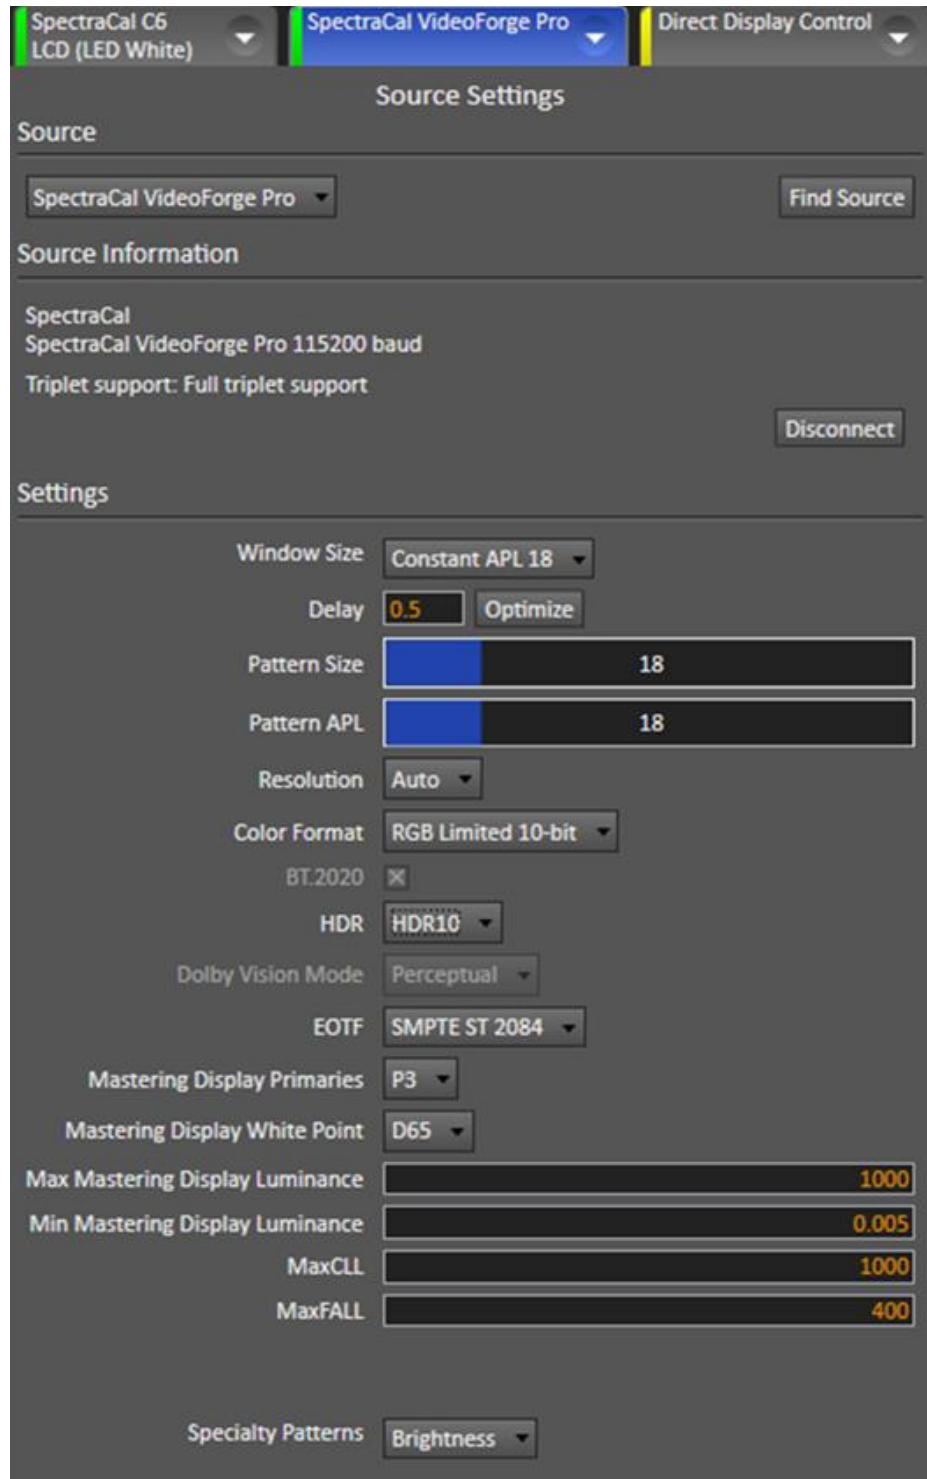 SpectraCal C6
LCD (LED White)
SpectraCal VideoForge Pro
Direct Display Control
Source Settings
Source
SpectraCal VideoForge Pro
Find Source
Source Information
SpectraCal
SpectraCal VideoForge Pro 115200 baud
Triplet support: Full triplet support
Disconnect
Settings
Window Size Constant APL 18
Delay 0.5 Optimize
Pattern Size 18
Pattern APL 18
Resolution Auto
Color Format RGB Limited 10-bit
BT.2020
HDR HDR10
Dolby Vision Mode Perceptual
EOTF SMPTE ST 2084
Mastering Display Primaries P3
Mastering Display White Point D65
Max Mastering Display Luminance 1000
Min Mastering Display Luminance 0.005
MaxCLL 1000
MaxFALL 400
Specialty Patterns Brightness